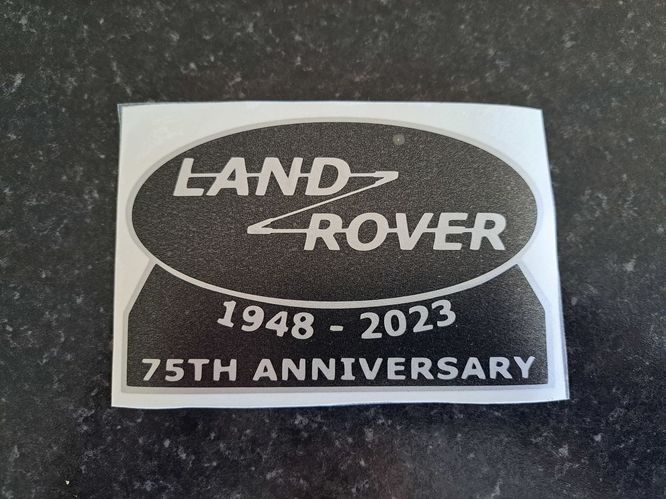 LAND
ROVER
1948 - 2023
75TH ANNIVERSARY